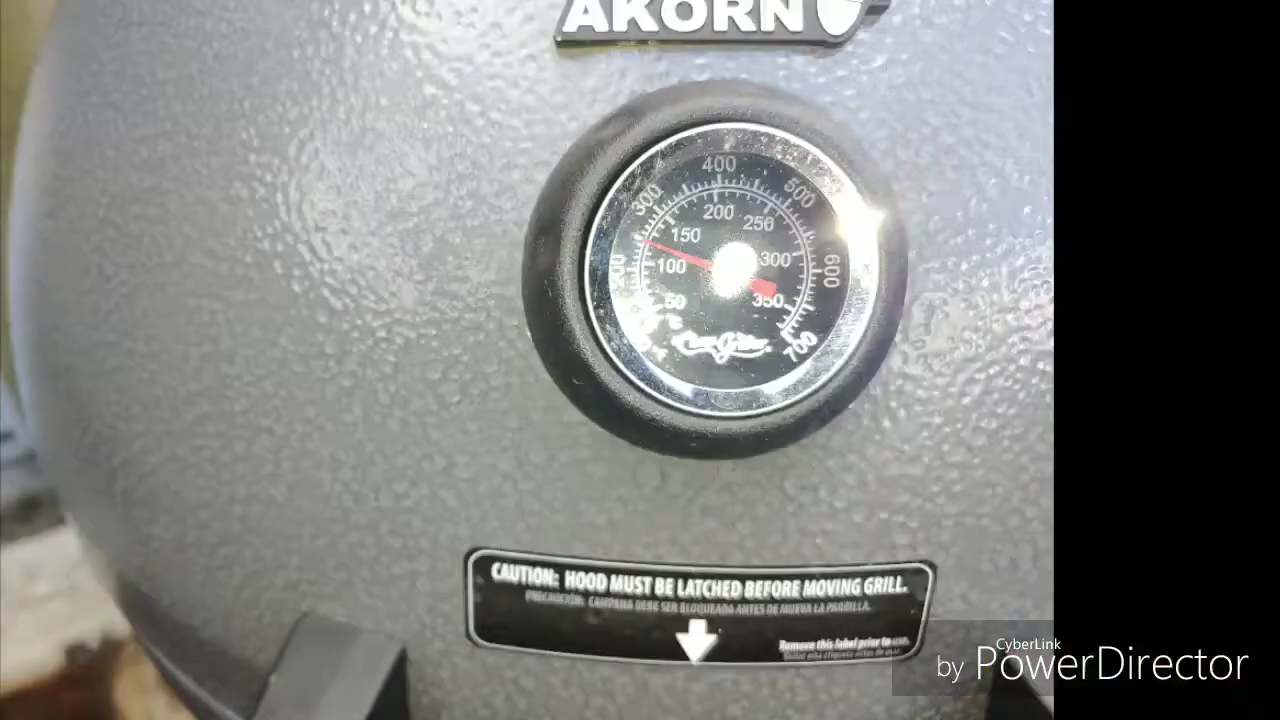 AKORN
400
300
500
200
150
250
100
300
600
50
350
700
Char-Griller
CAUTION: HOOD MUST BE LATCHED BEFORE MOVING GRILL.
PRECAUCIÓN: CAMPANA DEBE SER BLOQUEADA ANTES DE MUEVA LA PARRILLA.
Remove this label prior to use.
CyberLink
by PowerDirector